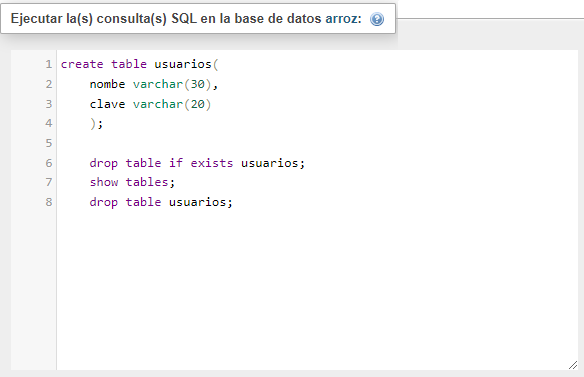 Ejecutar la(s) consulta(s) SQL en la base de datos arroz:
1 create table usuarios(
2 nombe varchar(30),
3 clave varchar(20)
4 );
5
6 drop table if exists usuarios;
7 show tables;
8 drop table usuarios;